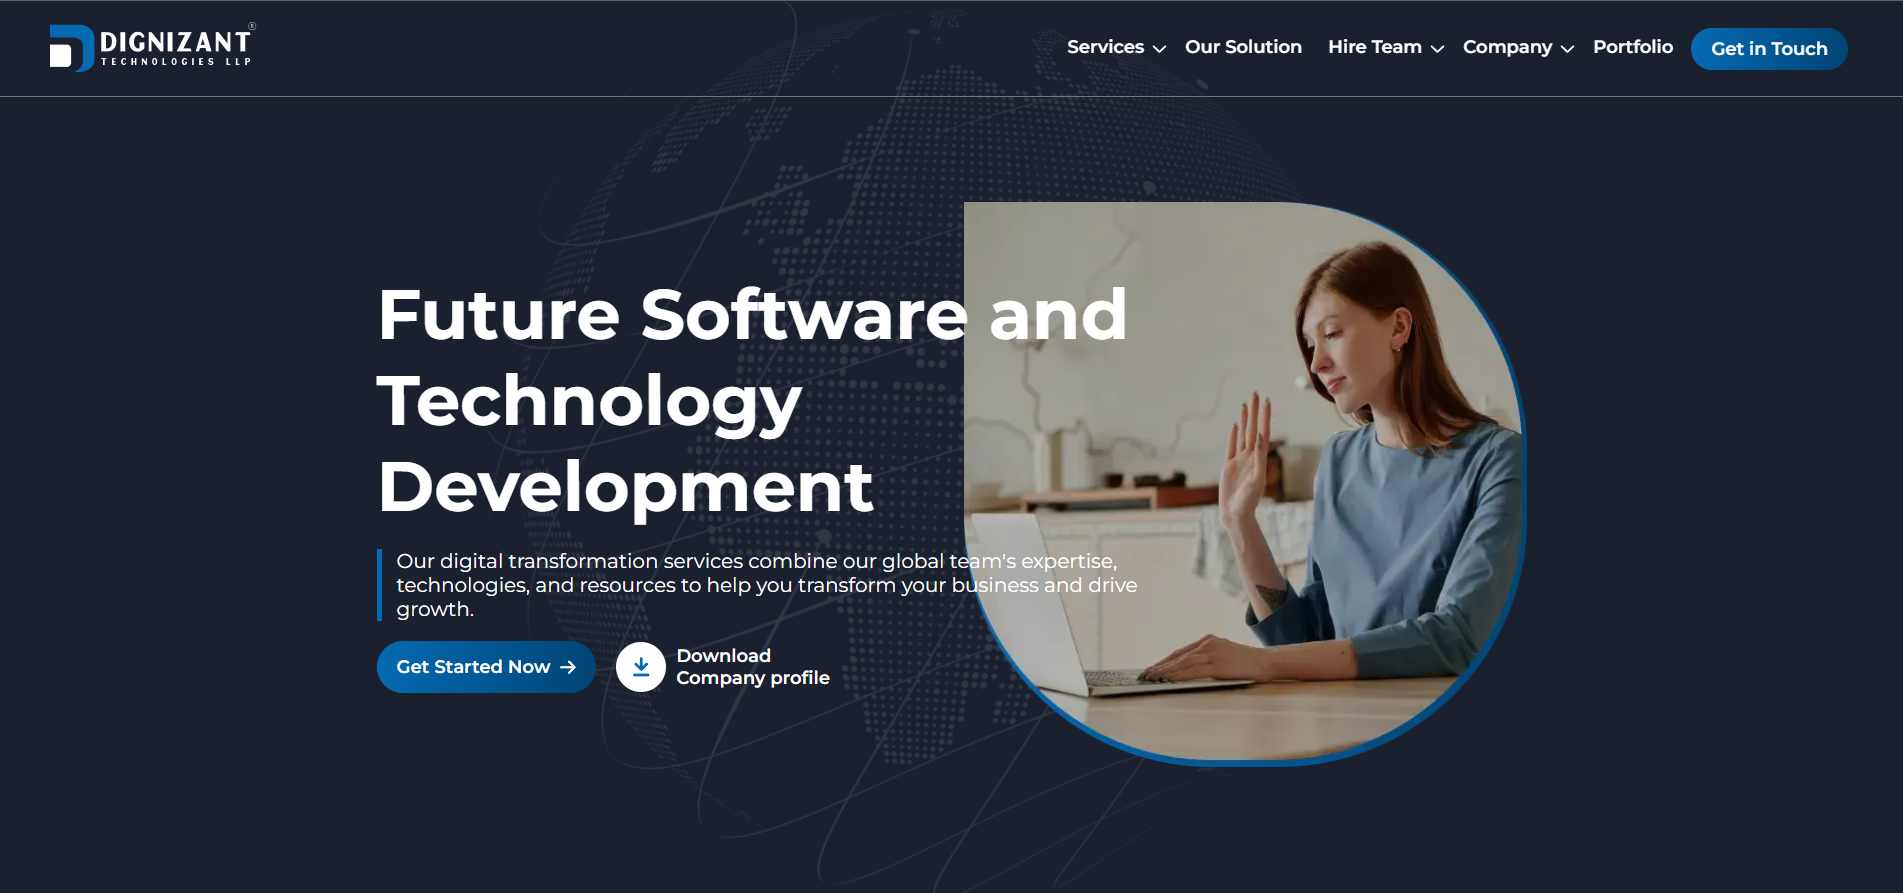 DIGNIZANT®
TECHNOLOGIES LLP
Services
Our Solution
Hire Team
Company
Portfolio
Get in Touch
Future Software and
Technology
Development
Our digital transformation services combine our global team's expertise,
technologies, and resources to help you transform your business and drive
growth.
Get Started Now
Download
Company profile